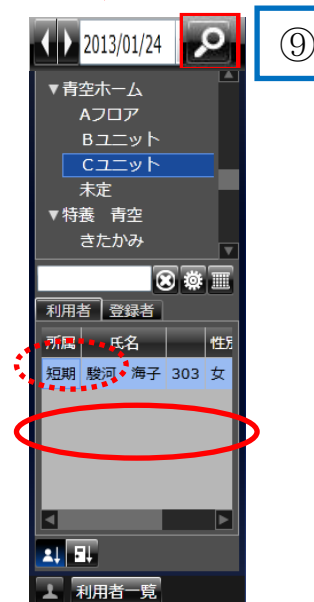 2013/01/24
⑨
▼青空ホーム
Aフロア
Bユニット
Cユニット
未定
▼特養 青空
きたかみ
利用者 登録者
所属 氏名 性別
短期 駿河 海子 303 女
利用者一覧